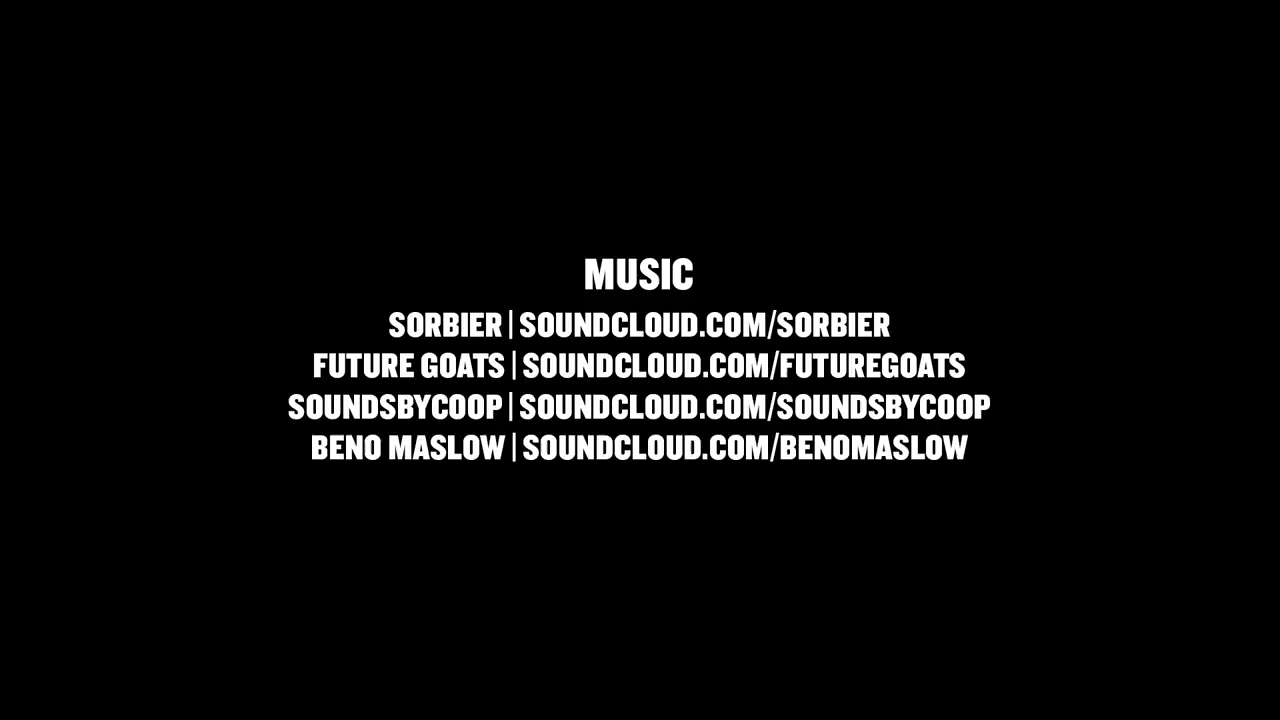 MUSIC
SORBIER | SOUNDCLOUD.COM/SORBIER
FUTURE GOATS | SOUNDCLOUD.COM/FUTUREGOATS
SOUNDSBYCOOP | SOUNDCLOUD.COM/SOUNDSBYCOOP
BENO MASLOW | SOUNDCLOUD.COM/BENOMASLOW